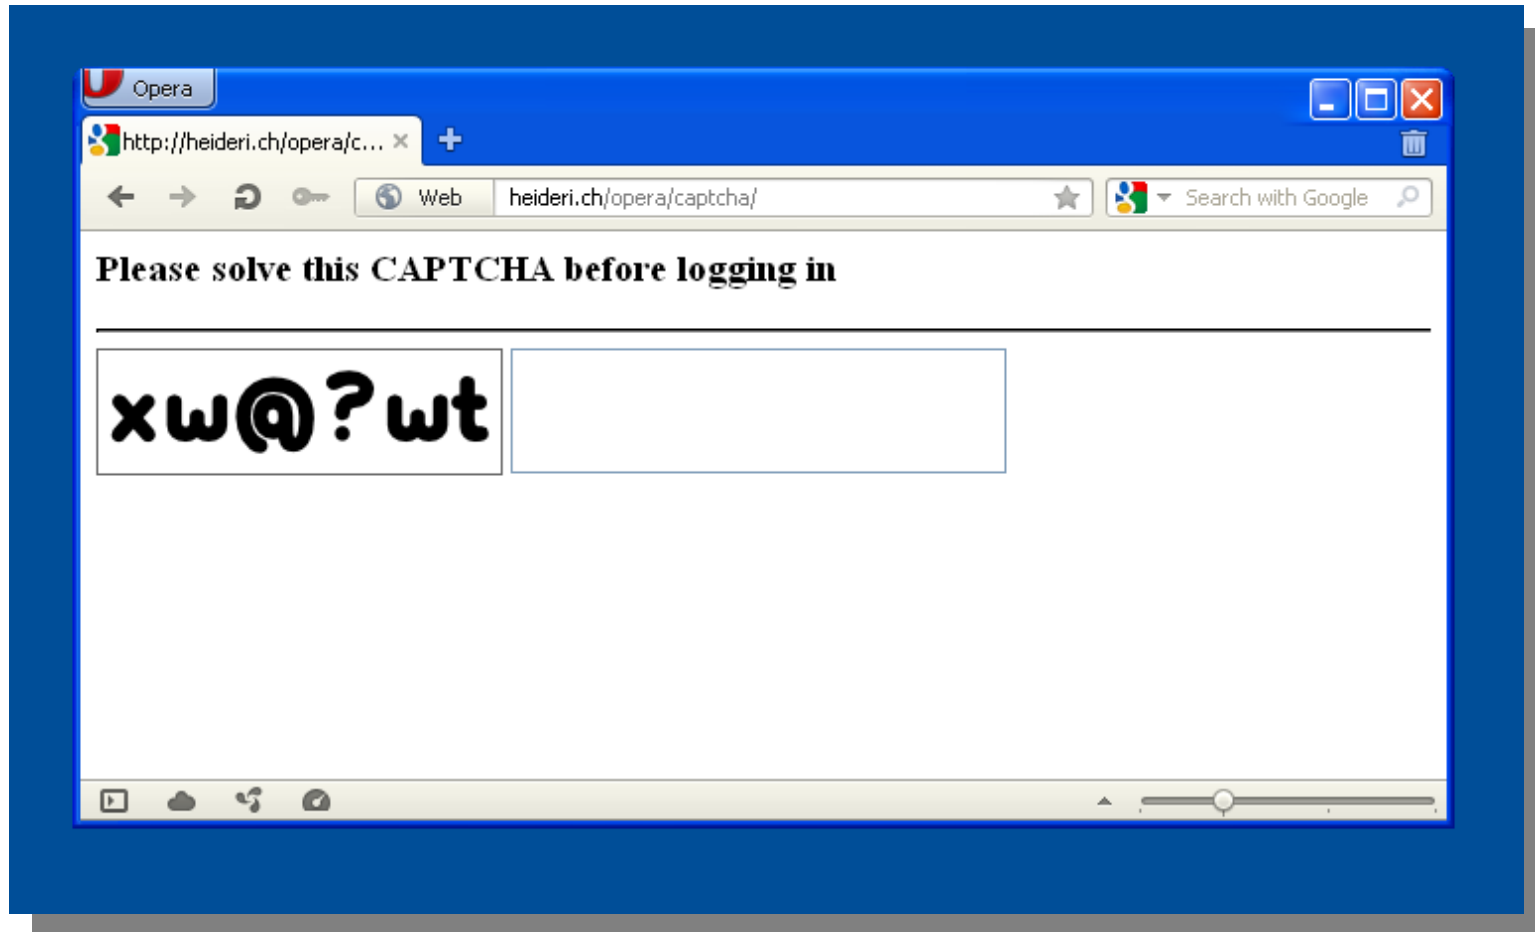 Opera
http://heideri.ch/opera/c...
Web heideri.ch/opera/captcha/ Search with Google
Please solve this CAPTCHA before logging in
xw@?wt